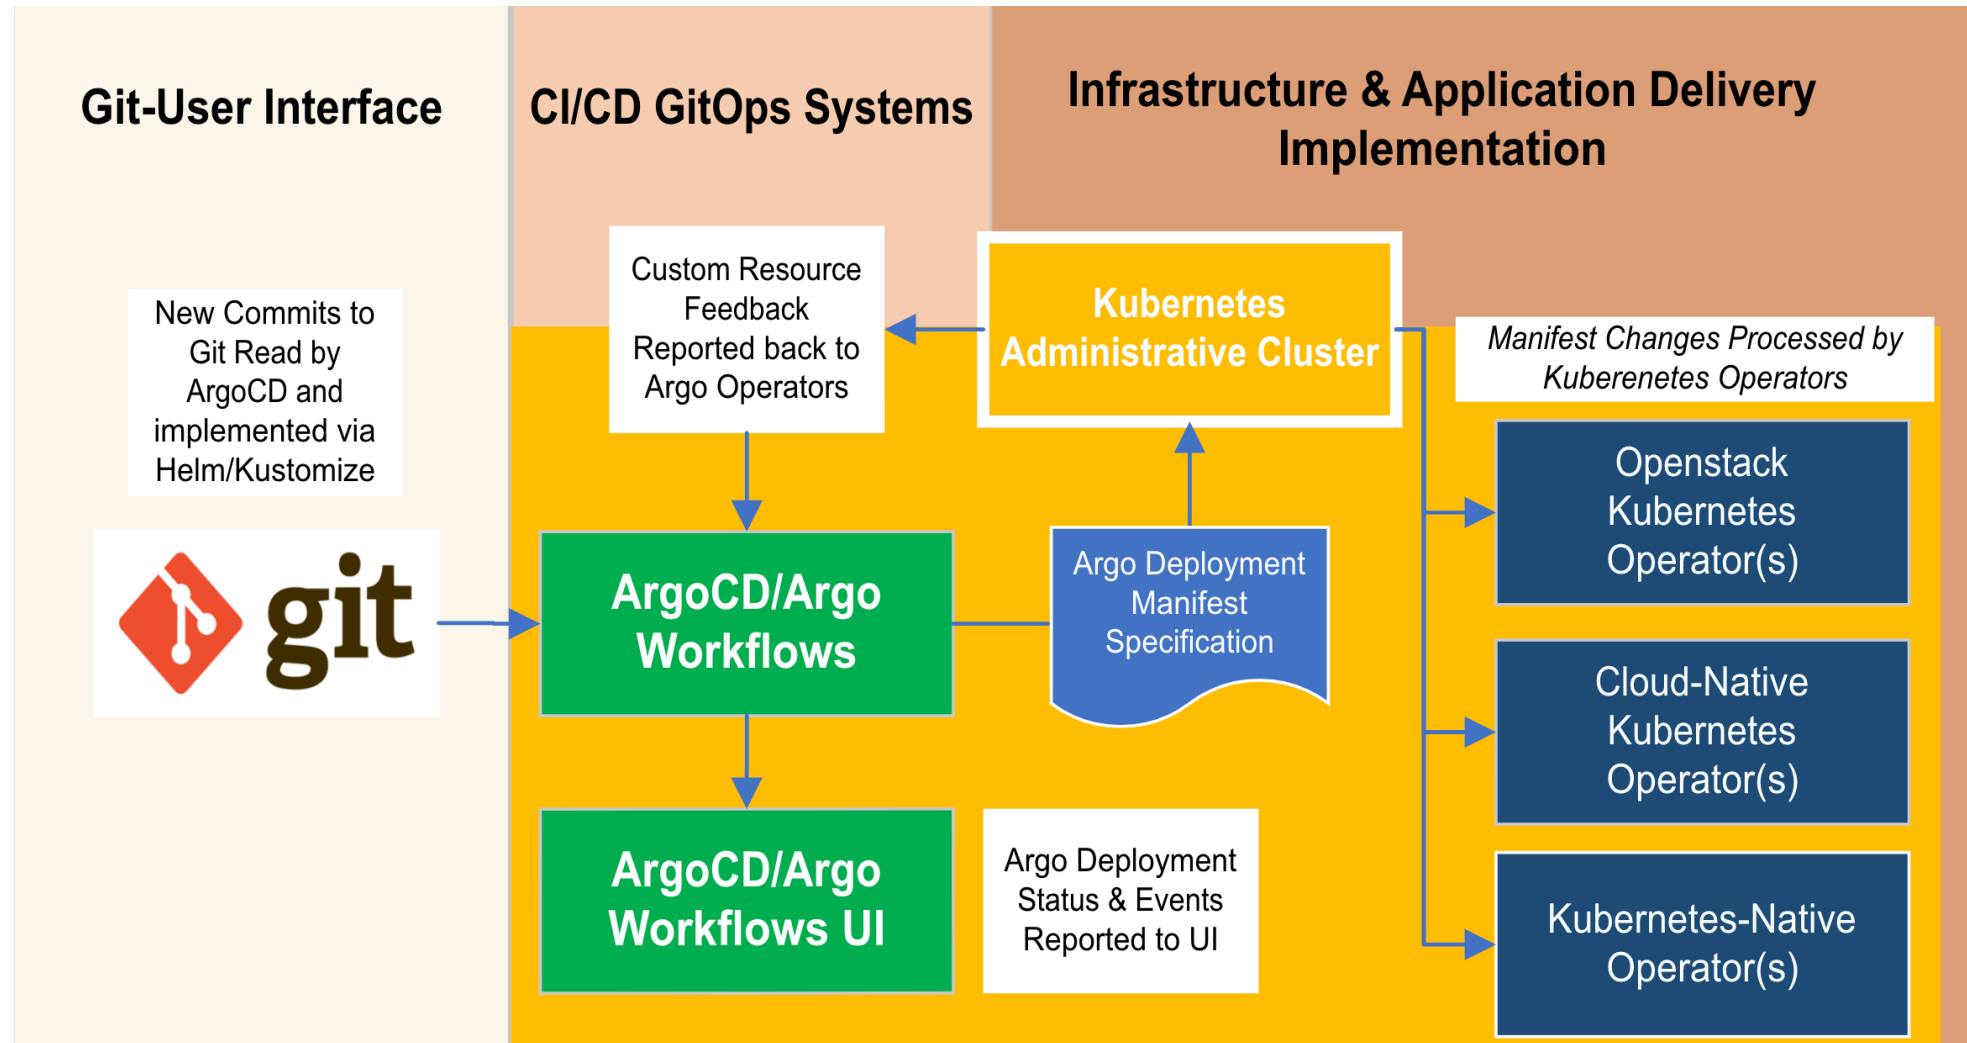 Git-User Interface
CI/CD GitOps Systems
Infrastructure & Application Delivery
Implementation
New Commits to
Git Read by
ArgoCD and
implemented via
Helm/Kustomize
git
Custom Resource
Feedback
Reported back to
Argo Operators
Kubernetes
Administrative Cluster
Manifest Changes Processed by
Kuberenetes Operators
ArgoCD/Argo
Workflows
Argo Deployment
Manifest
Specification
Openstack
Kubernetes
Operator(s)
Cloud-Native
Kubernetes
Operator(s)
ArgoCD/Argo
Workflows UI
Argo Deployment
Status & Events
Reported to UI
Kubernetes-Native
Operator(s)